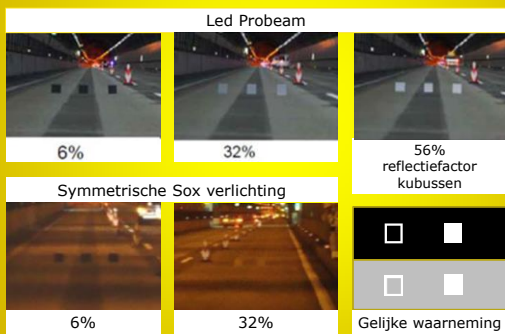 Led Probeam
6%
32%
56%
reflectiefactor
kubussen
Symmetrische Sox verlichting
6%
32%
Gelijke waarneming